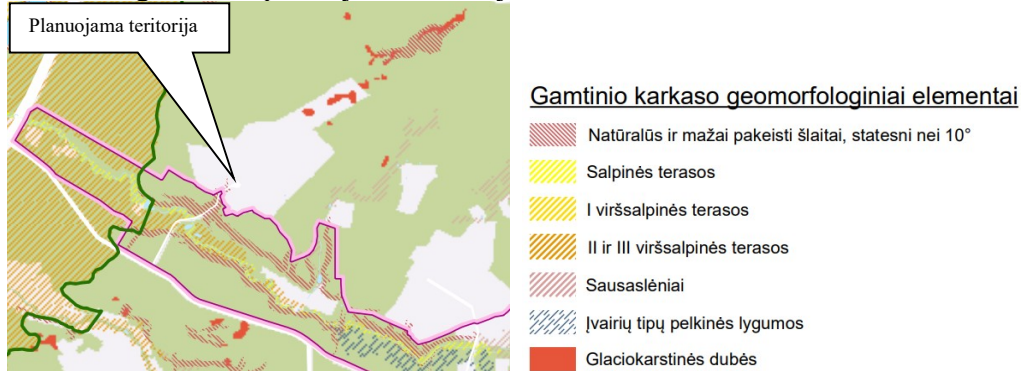 Planuojama teritorija
Gamtinio karkaso geomorfologiniai elementai
Natūralūs ir mažai pakeisti šlaitai, statesni nei 10°
Salpinės terasos
I viršsalpinės terasos
II ir III viršsalpinės terasos
Sausaslėniai
Įvairių tipų pelkinės lygumos
Glaciokarstinės dubės